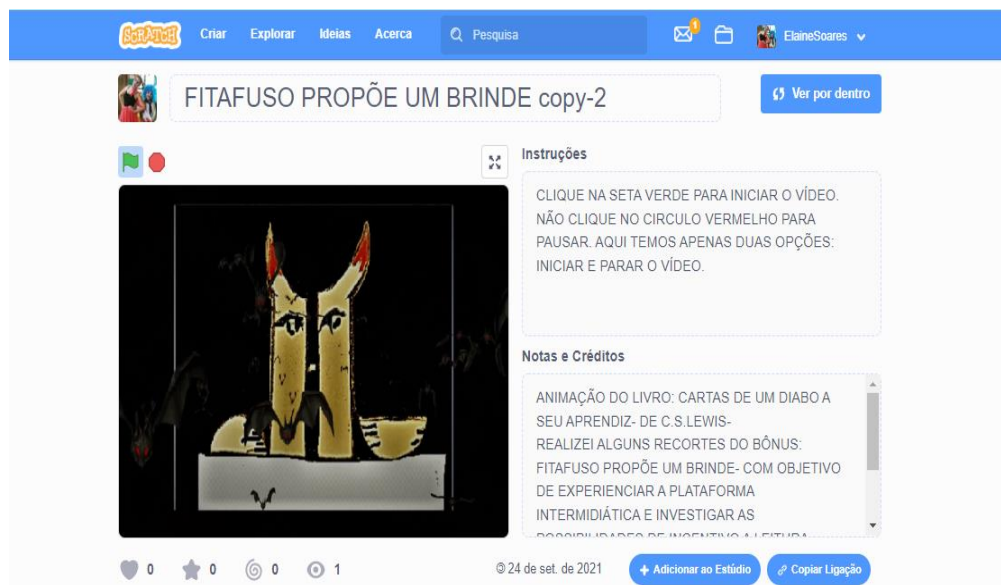 SCRATCH Criar Explorar Ideias Acerca Pesquisa 1 ElaineSoares
FITAFUSO PROPÕE UM BRINDE copy-2
Ver por dentro
Instruções
CLIQUE NA SETA VERDE PARA INICIAR O VÍDEO.
NÃO CLIQUE NO CIRCULO VERMELHO PARA
PAUSAR. AQUI TEMOS APENAS DUAS OPÇÕES:
INICIAR E PARAR O VÍDEO.
Notas e Créditos
ANIMAÇÃO DO LIVRO: CARTAS DE UM DIABO A
SEU APRENDIZ- DE C.S.LEWIS-
REALIZEI ALGUNS RECORTES DO BÔNUS:
FITAFUSO PROPÕE UM BRINDE- COM OBJETIVO
DE EXPERIENCIAR A PLATAFORMA
INTERMIDIÁTICA E INVESTIGAR AS
POSSIBILIDADES DE INCENTIVO A LEITURA
0 0 0 1
© 24 de set. de 2021
Adicionar ao Estúdio
Copiar Ligação